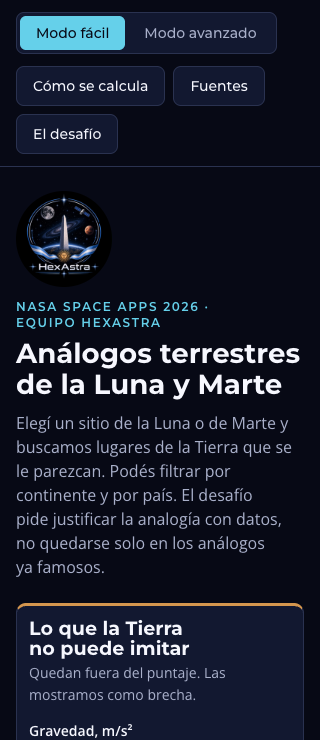 Modo fácil
Modo avanzado
Cómo se calcula
Fuentes
El desafío
HexAstra
NASA SPACE APPS 2026 ·
EQUIPO HEXASTRA
Análogos terrestres
de la Luna y Marte
Elegí un sitio de la Luna o de Marte y
buscamos lugares de la Tierra que se
le parezcan. Podés filtrar por
continente y por país. El desafío
pide justificar la analogía con datos,
no quedarse solo en los análogos
ya famosos.
Lo que la Tierra
no puede imitar
Quedan fuera del puntaje. Las
mostramos como brecha.
Gravedad, m/s²